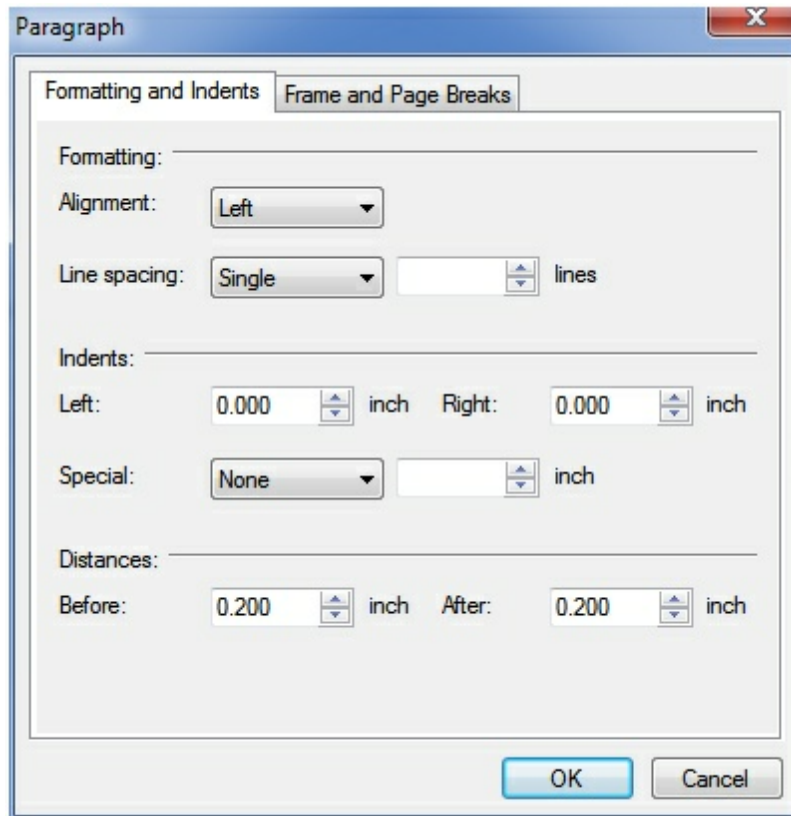 Paragraph
Formatting and Indents Frame and Page Breaks
Formatting:
Alignment: Left
Line spacing: Single lines
Indents:
Left: 0.000 inch Right: 0.000 inch
Special: None inch
Distances:
Before: 0.200 inch After: 0.200 inch
OK Cancel